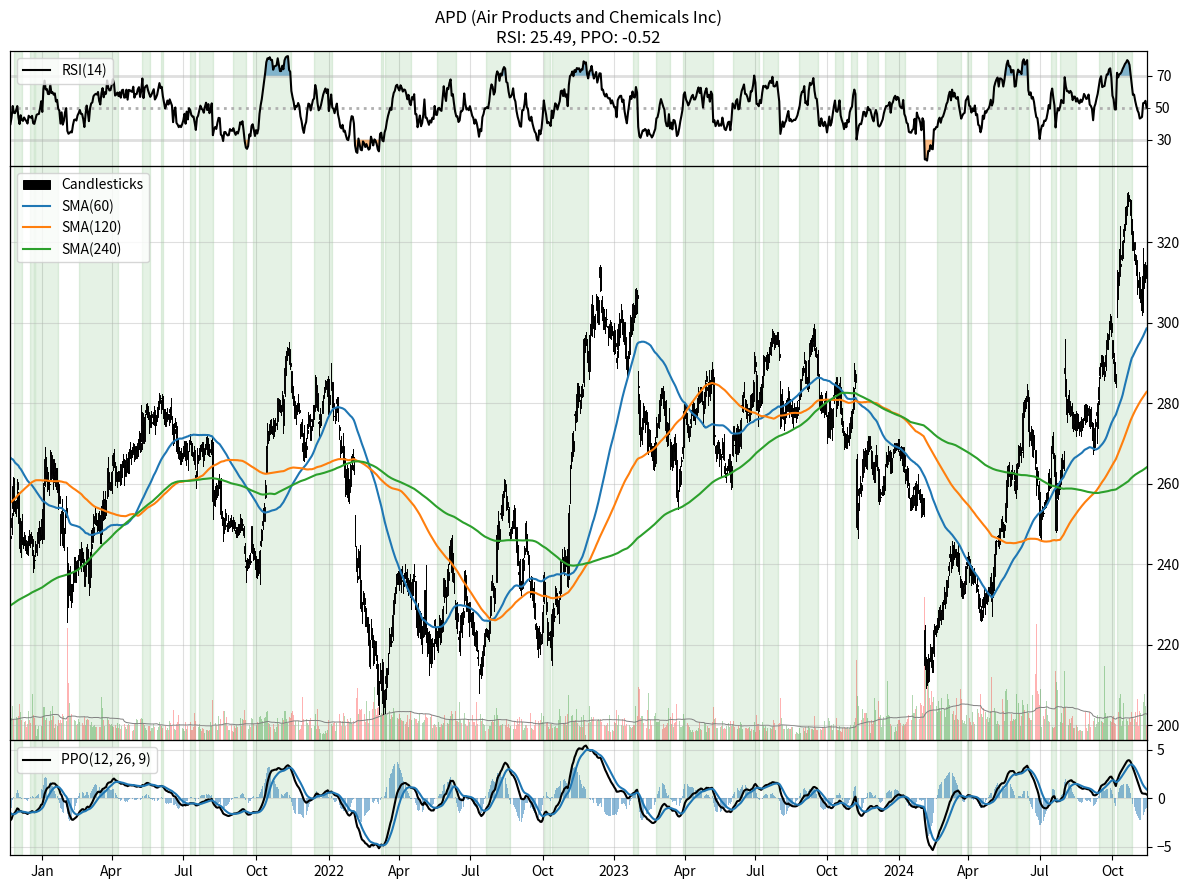 APD (Air Products and Chemicals Inc)
RSI: 25.49, PPO: -0.52
RSI(14)
70
50
30
Candlesticks
SMA(60)
SMA(120)
SMA(240)
320
300
280
260
240
220
200
PPO(12, 26, 9)
5
0
−5
Jan Apr Jul Oct 2022 Apr Jul Oct 2023 Apr Jul Oct 2024 Apr Jul Oct